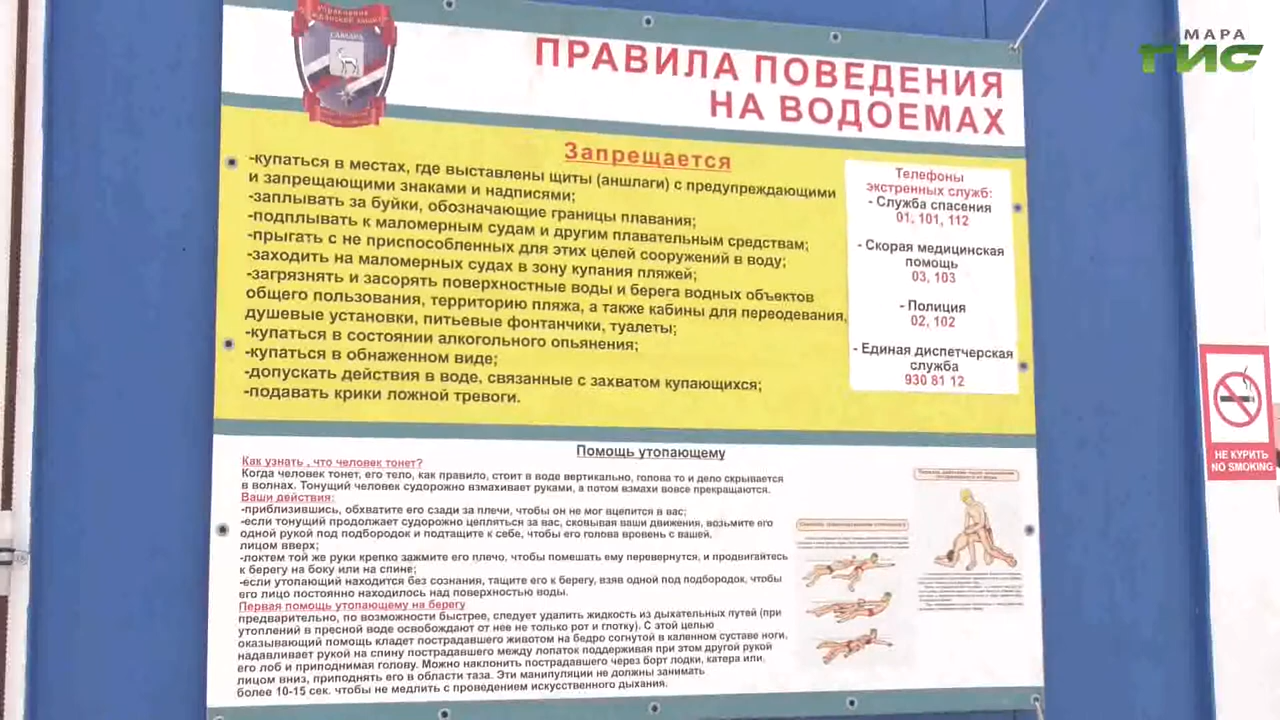 САМАРА
ПРАВИЛА ПОВЕДЕНИЯ
НА ВОДОЕМАХ
Запрещается
-купаться в местах, где выставлены щиты (аншлаги) с предупреждающими
и запрещающими знаками и надписями;
-заплывать за буйки, обозначающие границы плавания;
-подплывать к маломерным судам и другим плавательным средствам;
-прыгать с не приспособленных для этих целей сооружений в воду;
-заходить на маломерных судах в зону купания пляжей;
-загрязнять и засорять поверхностные воды и берега водных объектов
общего пользования, территорию пляжа, а также кабины для переодевания,
душевые установки, питьевые фонтанчики, туалеты;
-купаться в состоянии алкогольного опьянения;
-купаться в обнаженном виде;
-допускать действия в воде, связанные с захватом купающихся;
-подавать крики ложной тревоги.
Телефоны
экстренных служб:
- Служба спасения
01, 101, 112
- Скорая медицинская
помощь
03, 103
- Полиция
02, 102
- Единая диспетчерская
служба
930 81 12
Помощь утопающему
Как узнать , что человек тонет?
Когда человек тонет, его тело, как правило, стоит в воде вертикально, голова то и дело скрывается
в волнах. Тонущий человек судорожно взмахивает руками, а потом взмахи вовсе прекращаются.
Ваши действия:
-приблизившись, обхватите его сзади за плечи, чтобы он не мог вцепится в вас;
-если тонущий продолжает судорожно цепляться за вас, сковывая ваши движения, возьмите его
одной рукой под подбородок и подтащите к себе, чтобы его голова вровень с вашей,
лицом вверх;
-локтем той же руки крепко зажмите его плечо, чтобы помешать ему перевернутся, и продвигайтесь
к берегу на боку или на спине;
-если утопающий находится без сознания, тащите его к берегу, взяв одной под подбородок, чтобы
его лицо постоянно находилось над поверхностью воды.
Первая помощь утопающему на берегу
предварительно, по возможности быстрее, следует удалить жидкость из дыхательных путей (при
утоплений в пресной воде освобождают от нее не только рот и глотку). С этой целью
оказывающий помощь кладет пострадавшего животом на бедро согнутой в каленном суставе ноги,
надавливает рукой на спину пострадавшего между лопаток поддерживая при этом другой рукой
его лоб и приподнимая голову. Можно наклонить пострадавшего через борт лодки, катера или,
лицом вниз, приподнять его в области таза. Эти манипуляции не должны занимать
более 10-15 сек. чтобы не медлить с проведением искусственного дыхания.
НЕ КУРИТЬ
NO SMOKING
МАРА
ГИС